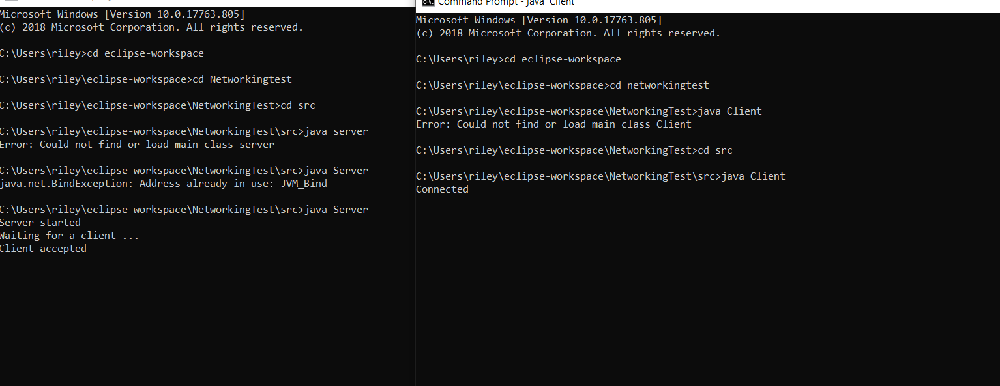 Microsoft Windows [Version 10.0.17763.805]
(c) 2018 Microsoft Corporation. All rights reserved.
C:\Users\riley>cd eclipse-workspace
C:\Users\riley\eclipse-workspace>cd Networkingtest
C:\Users\riley\eclipse-workspace\NetworkingTest>cd src
C:\Users\riley\eclipse-workspace\NetworkingTest\src>java server
Error: Could not find or load main class server
C:\Users\riley\eclipse-workspace\NetworkingTest\src>java Server
java.net.BindException: Address already in use: JVM_Bind
C:\Users\riley\eclipse-workspace\NetworkingTest\src>java Server
Server started
Waiting for a client ...
Client accepted
Command Prompt - java Client
Microsoft Windows [Version 10.0.17763.805]
(c) 2018 Microsoft Corporation. All rights reserved.
C:\Users\riley>cd eclipse-workspace
C:\Users\riley\eclipse-workspace>cd networkingtest
C:\Users\riley\eclipse-workspace\NetworkingTest>java Client
Error: Could not find or load main class Client
C:\Users\riley\eclipse-workspace\NetworkingTest>cd src
C:\Users\riley\eclipse-workspace\NetworkingTest\src>java Client
Connected